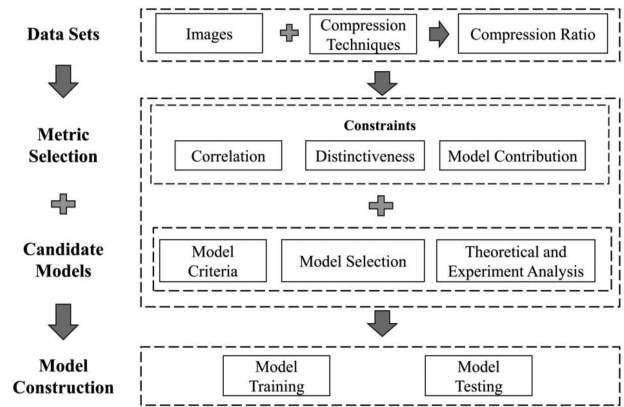 Data Sets
Images
Compression
Techniques
Compression Ratio
Metric
Selection
Constraints
Correlation
Distinctiveness
Model Contribution
Candidate
Models
Model
Criteria
Model Selection
Theoretical and
Experiment Analysis
Model
Construction
Model
Training
Model
Testing